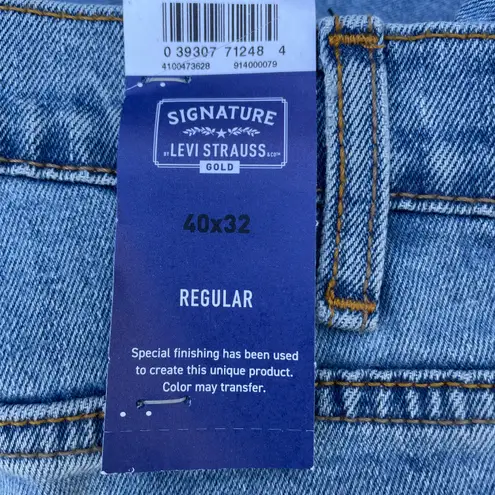 0 39307 71248 4
4100473628 914000079
SIGNATURE
BY LEVI STRAUSS & CO™
GOLD
40x32
REGULAR
Special finishing has been used
to create this unique product.
Color may transfer.